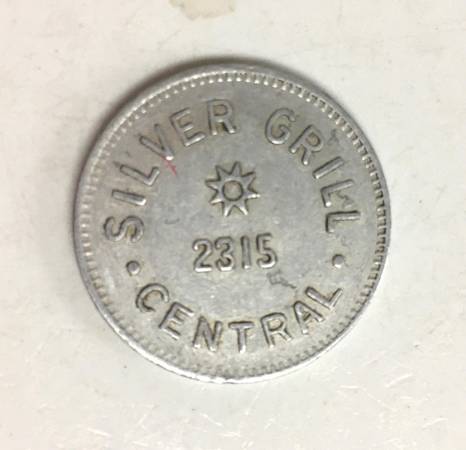 SILVER GRILL
2315
• CENTRAL •